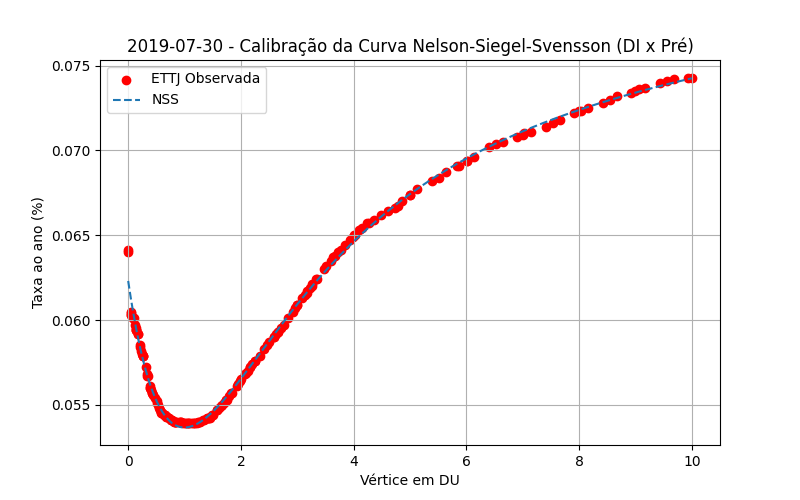 2019-07-30 - Calibração da Curva Nelson-Siegel-Svensson (DI x Pré)
ETTJ Observada
NSS
Taxa ao ano (%)
0.075
0.070
0.065
0.060
0.055
0
2
4
6
8
10
Vértice em DU